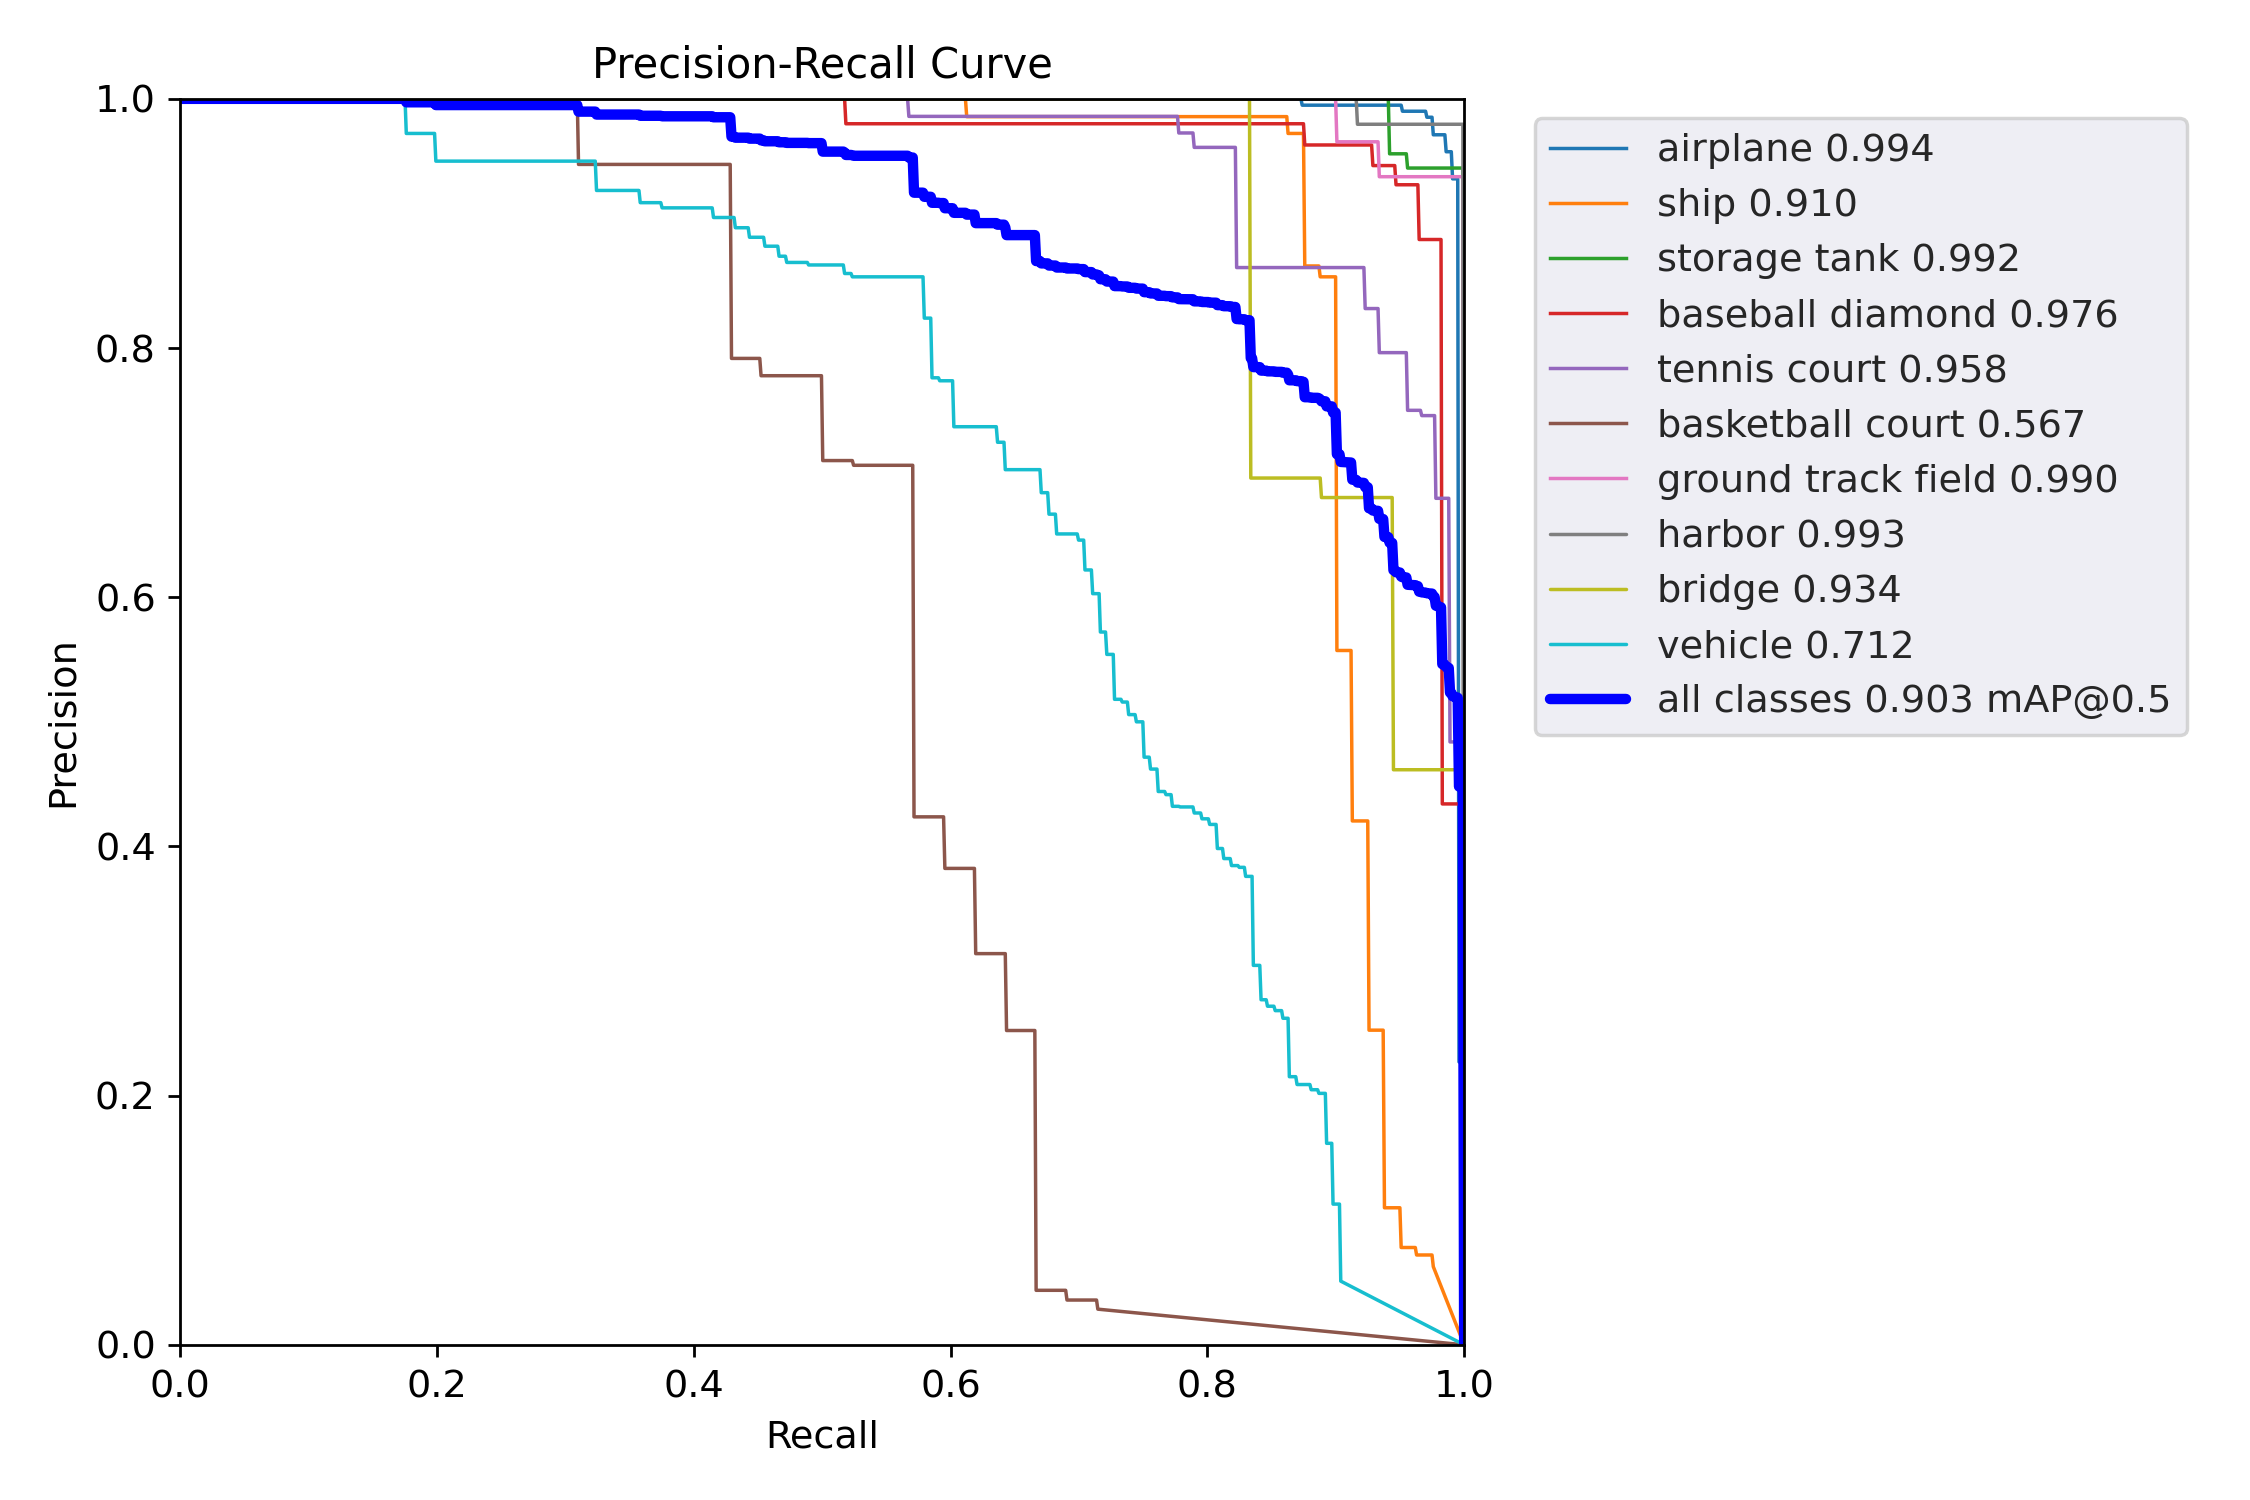 Precision-Recall Curve
1.0
0.8
0.6
0.4
0.2
0.0
Precision
0.0 0.2 0.4 0.6 0.8 1.0
Recall
airplane 0.994
ship 0.910
storage tank 0.992
baseball diamond 0.976
tennis court 0.958
basketball court 0.567
ground track field 0.990
harbor 0.993
bridge 0.934
vehicle 0.712
all classes 0.903 mAP@0.5